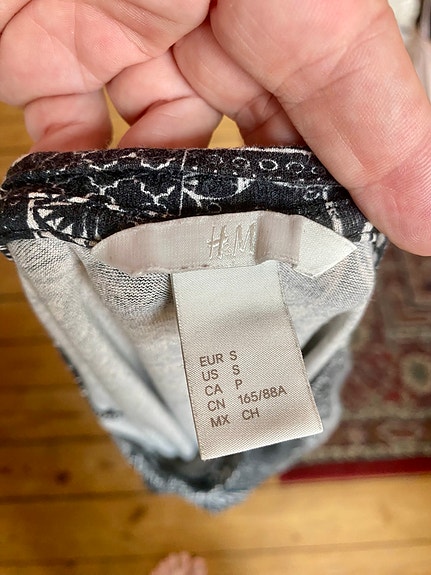 H&M
EUR S
US S
CA P
CN 165/88A
MX CH